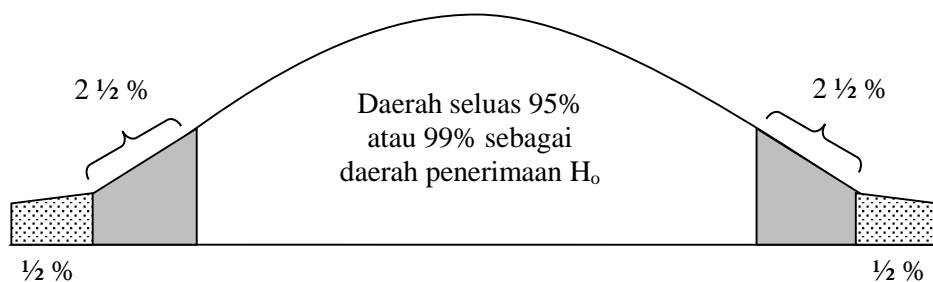 2 ½ %
2 ½ %
Daerah seluas 95%
atau 99% sebagai
daerah penerimaan Hₒ
½ %
½ %